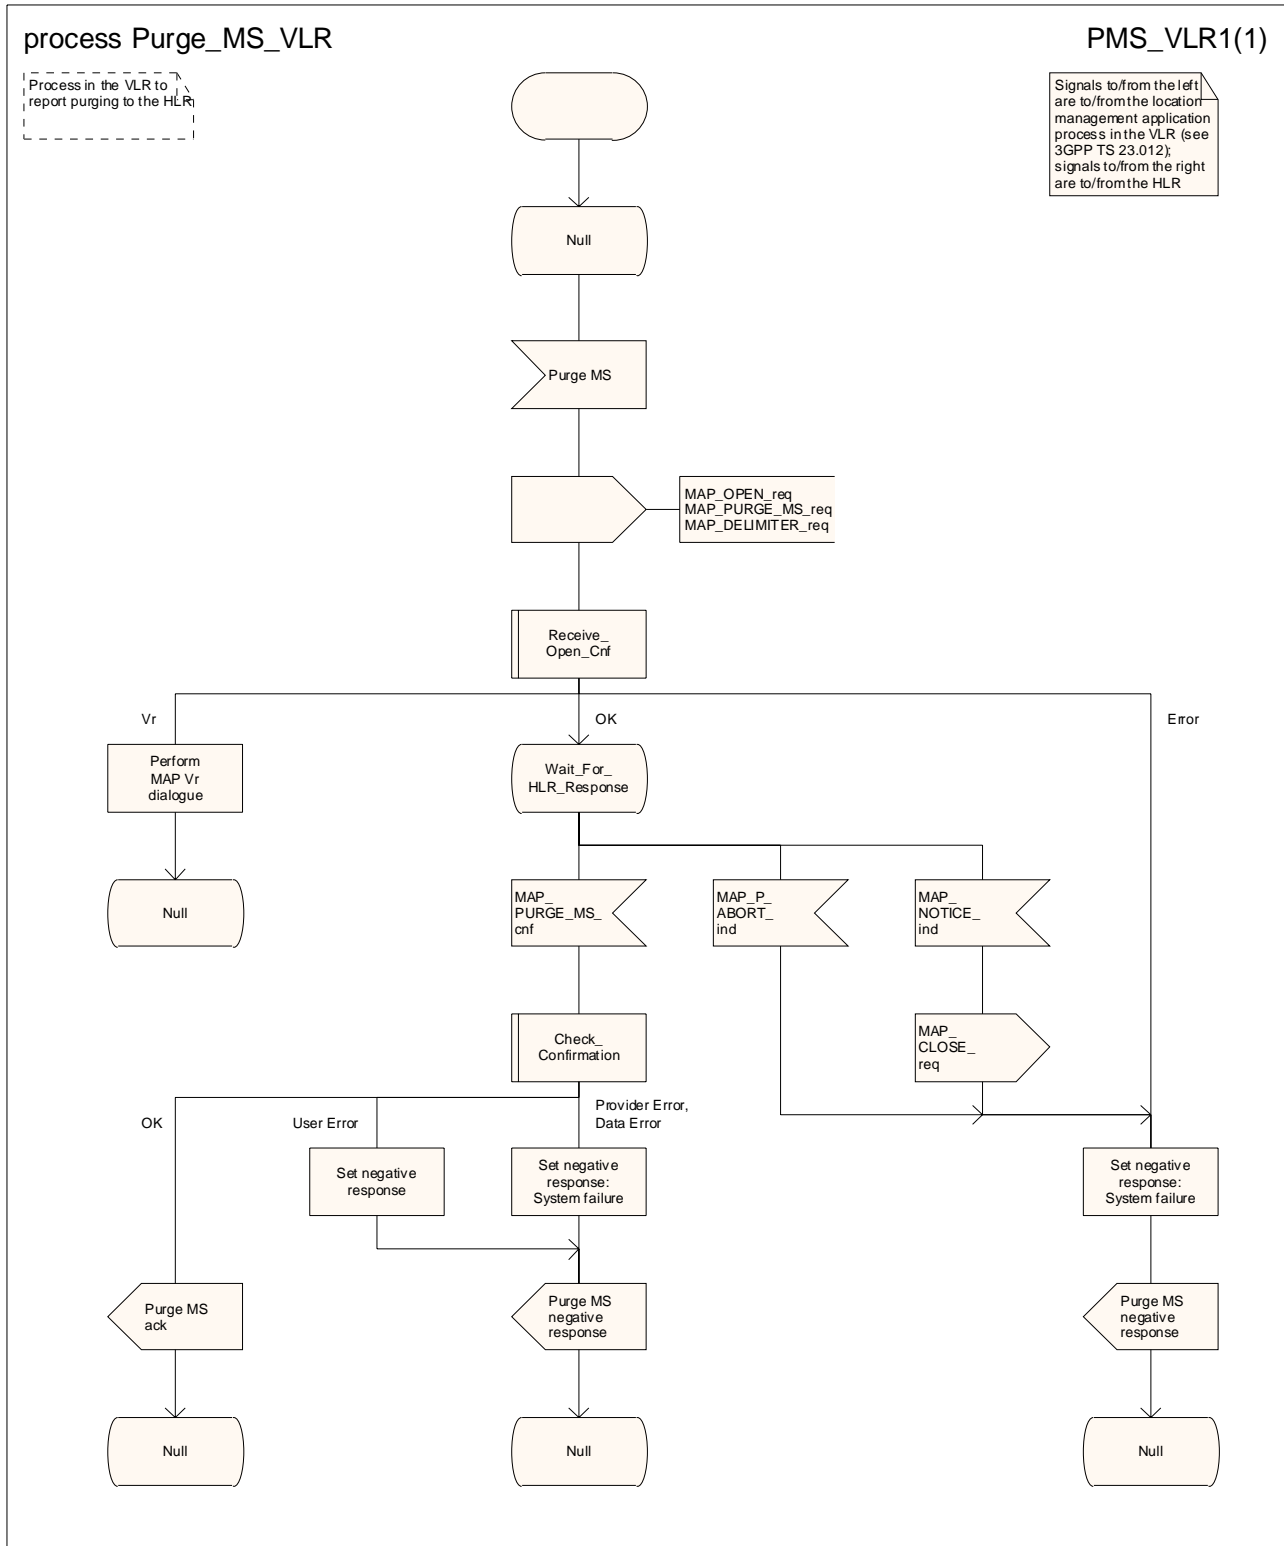 process Purge_MS_VLR
PMS_VLR1(1)
Process in the VLR to
report purging to the HLR
Signals to/from the left
are to/from the location
management application
process in the VLR (see
3GPP TS 23.012);
signals to/from the right
are to/from the HLR
Null
Purge MS
MAP_OPEN_req
MAP_PURGE_MS_req
MAP_DELIMITER_req
Receive_
Open_Cnf
Vr
OK
Error
Perform
MAP Vr
dialogue
Wait_For_
HLR_Response
Null
MAP_
PURGE_MS_
cnf
MAP_P_
ABORT_
ind
MAP_
NOTICE_
ind
Check_
Confirmation
MAP_
CLOSE_
req
OK
User Error
Provider Error,
Data Error
Set negative
response
Set negative
response:
System failure
Set negative
response:
System failure
Purge MS
ack
Purge MS
negative
response
Purge MS
negative
response
Null
Null
Null